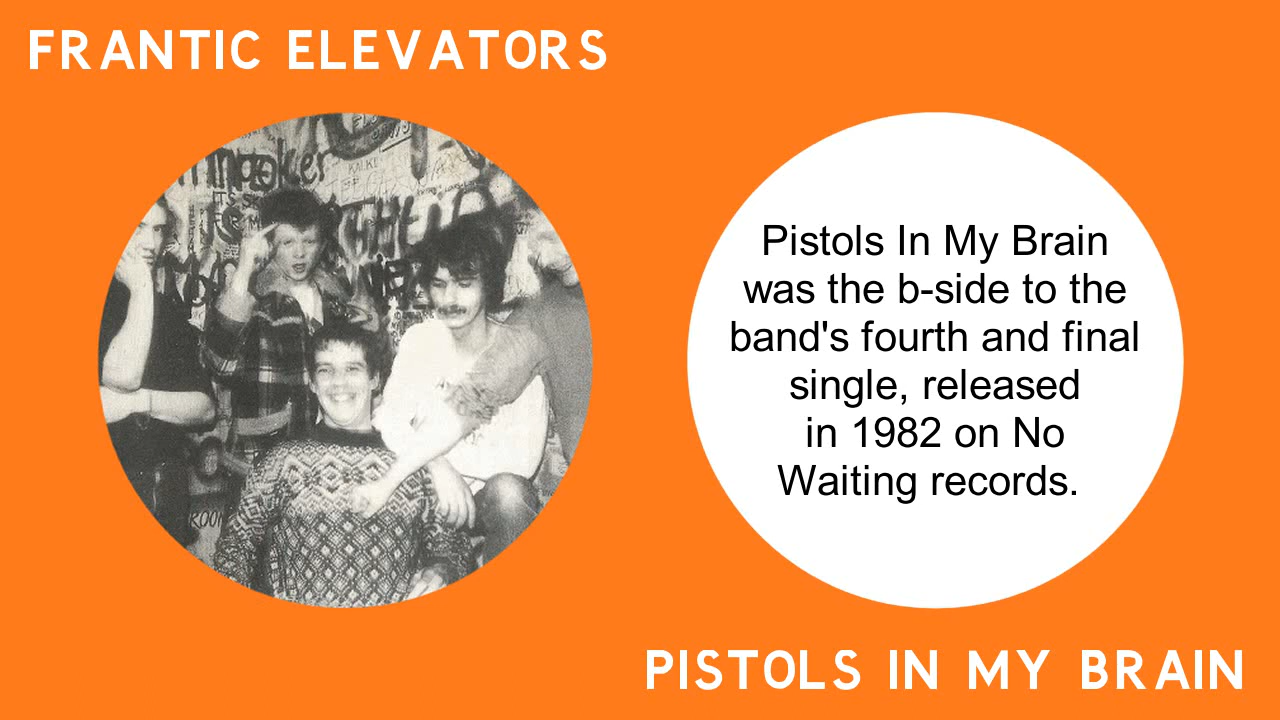 FRANTIC ELEVATORS
KALKE
Pistols In My Brain
was the b-side to the
band's fourth and final
single, released
in 1982 on No
Waiting records.
PISTOLS IN MY BRAIN